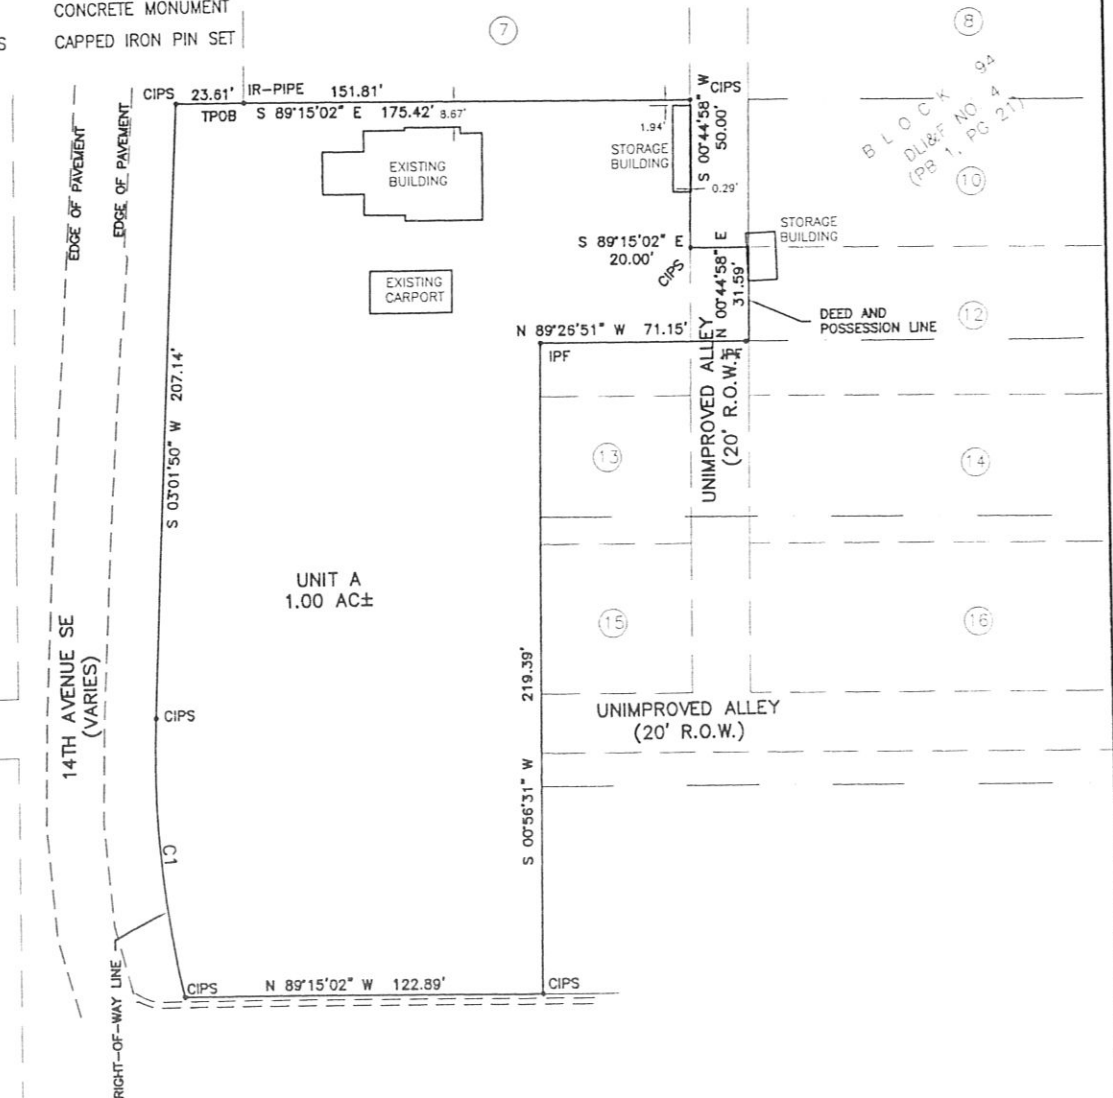 CONCRETE MONUMENT
S CAPPED IRON PIN SET
7
8
CIPS 23.61' IR-PIPE 151.81' CIPS
TPOB S 89°15'02" E 175.42' 8.67'
EDGE OF PAVEMENT
EDGE OF PAVEMENT
EXISTING
BUILDING
1.94'
STORAGE
BUILDING
S 00°44'58" W
50.00'
0.29'
BLOCK 94
DLI&F NO. 4
(PB 1, PG 21)
10
S 89°15'02" E
20.00'
CIPS
STORAGE
BUILDING
N 00°44'58" E
31.59'
EXISTING
CARPORT
DEED AND
POSSESSION LINE
12
N 89°26'51" W 71.15'
IPF
IPF
S 03°01'50" W 207.14'
UNIMPROVED ALLEY
(20' R.O.W.)
13
14
UNIT A
1.00 AC±
14TH AVENUE SE
(VARIES)
15
16
S 00°56'31" W 219.39'
UNIMPROVED ALLEY
(20' R.O.W.)
CIPS
C1
RIGHT-OF-WAY LINE
CIPS N 89°15'02" W 122.89' CIPS